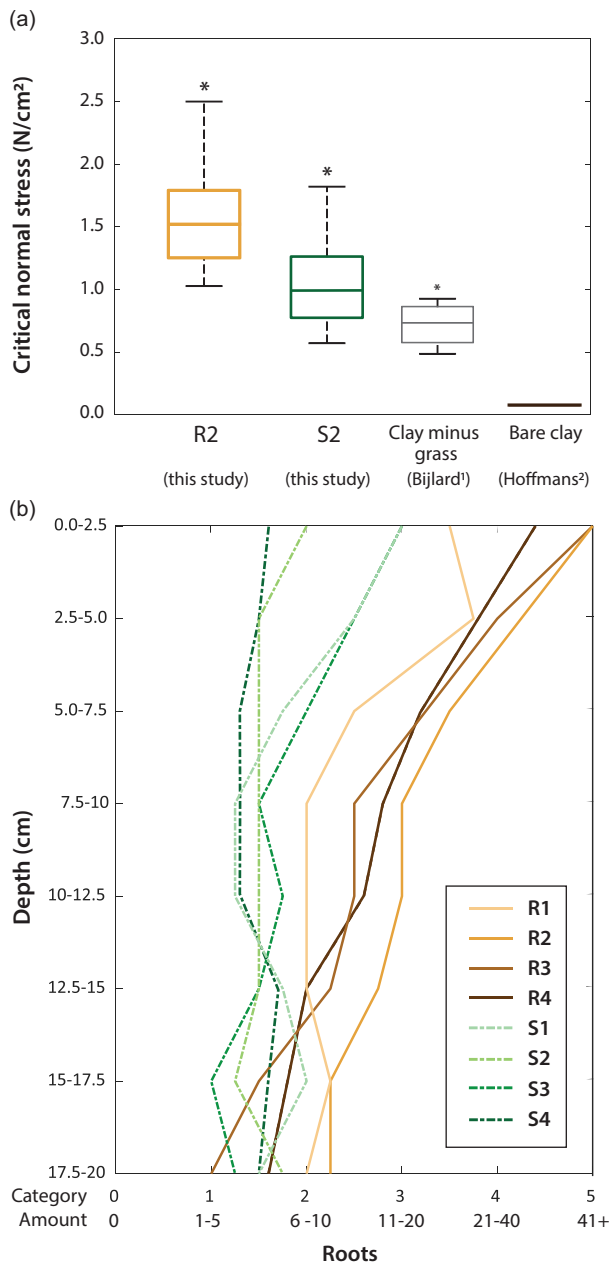 (a)
Critical normal stress (N/cm²)
3.0
2.5
2.0
1.5
1.0
0.5
0.0
*
*
*
R2
S2
Clay minus
grass
Bare clay
(this study)
(this study)
(Bijlard¹)
(Hoffmans²)
(b)
Depth (cm)
0.0-2.5
2.5-5.0
5.0-7.5
7.5-10
10-12.5
12.5-15
15-17.5
17.5-20
R1
R2
R3
R4
S1
S2
S3
S4
Category
0
1
2
3
4
5
Amount
0
1-5
6 -10
11-20
21-40
41+
Roots